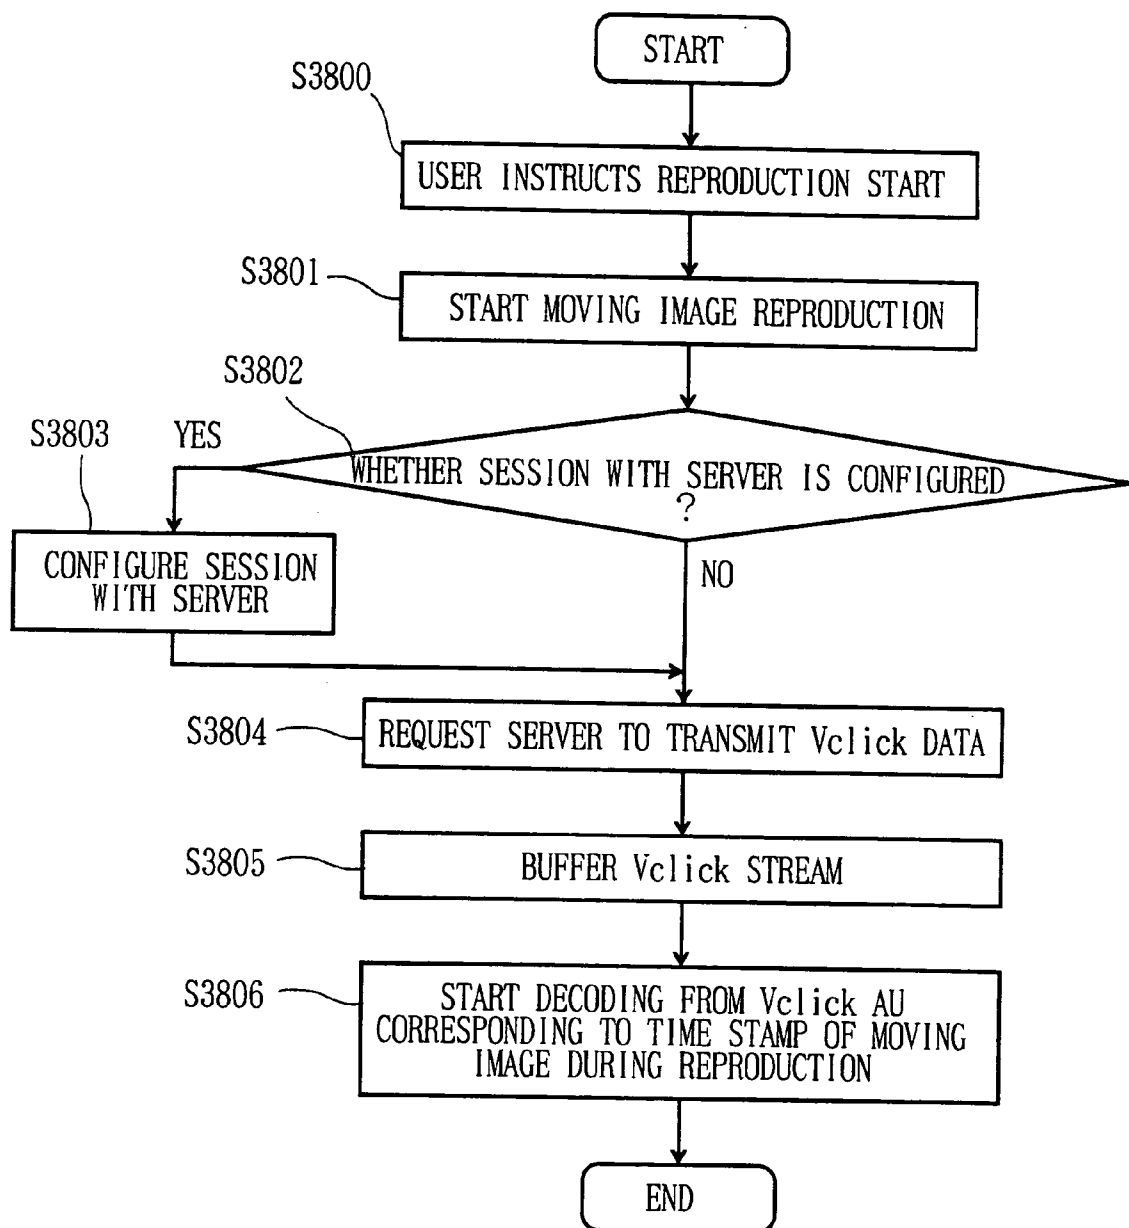 START
S3800
USER INSTRUCTS REPRODUCTION START
S3801
START MOVING IMAGE REPRODUCTION
S3802
S3803
YES
WHETHER SESSION WITH SERVER IS CONFIGURED
?
CONFIGURE SESSION
WITH SERVER
NO
S3804
REQUEST SERVER TO TRANSMIT Vclick DATA
S3805
BUFFER Vclick STREAM
S3806
START DECODING FROM Vclick AU
CORRESPONDING TO TIME STAMP OF MOVING
IMAGE DURING REPRODUCTION
END